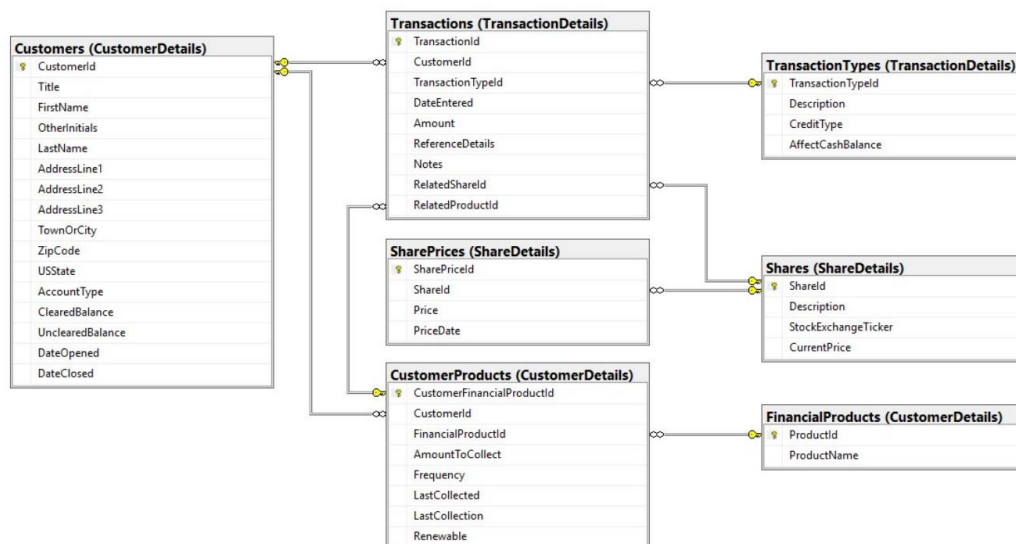 Customers (CustomerDetails)
CustomerId
Title
FirstName
OtherInitials
LastName
AddressLine1
AddressLine2
AddressLine3
TownOrCity
ZipCode
USState
AccountType
ClearedBalance
UnclearedBalance
DateOpened
DateClosed
Transactions (TransactionDetails)
TransactionId
CustomerId
TransactionTypeId
DateEntered
Amount
ReferenceDetails
Notes
RelatedShareId
RelatedProductId
SharePrices (ShareDetails)
SharePriceId
ShareId
Price
PriceDate
CustomerProducts (CustomerDetails)
CustomerFinancialProductId
CustomerId
FinancialProductId
AmountToCollect
Frequency
LastCollected
LastCollection
Renewable
TransactionTypes (TransactionDetails)
TransactionTypeId
Description
CreditType
AffectCashBalance
Shares (ShareDetails)
ShareId
Description
StockExchangeTicker
CurrentPrice
FinancialProducts (CustomerDetails)
ProductId
ProductName